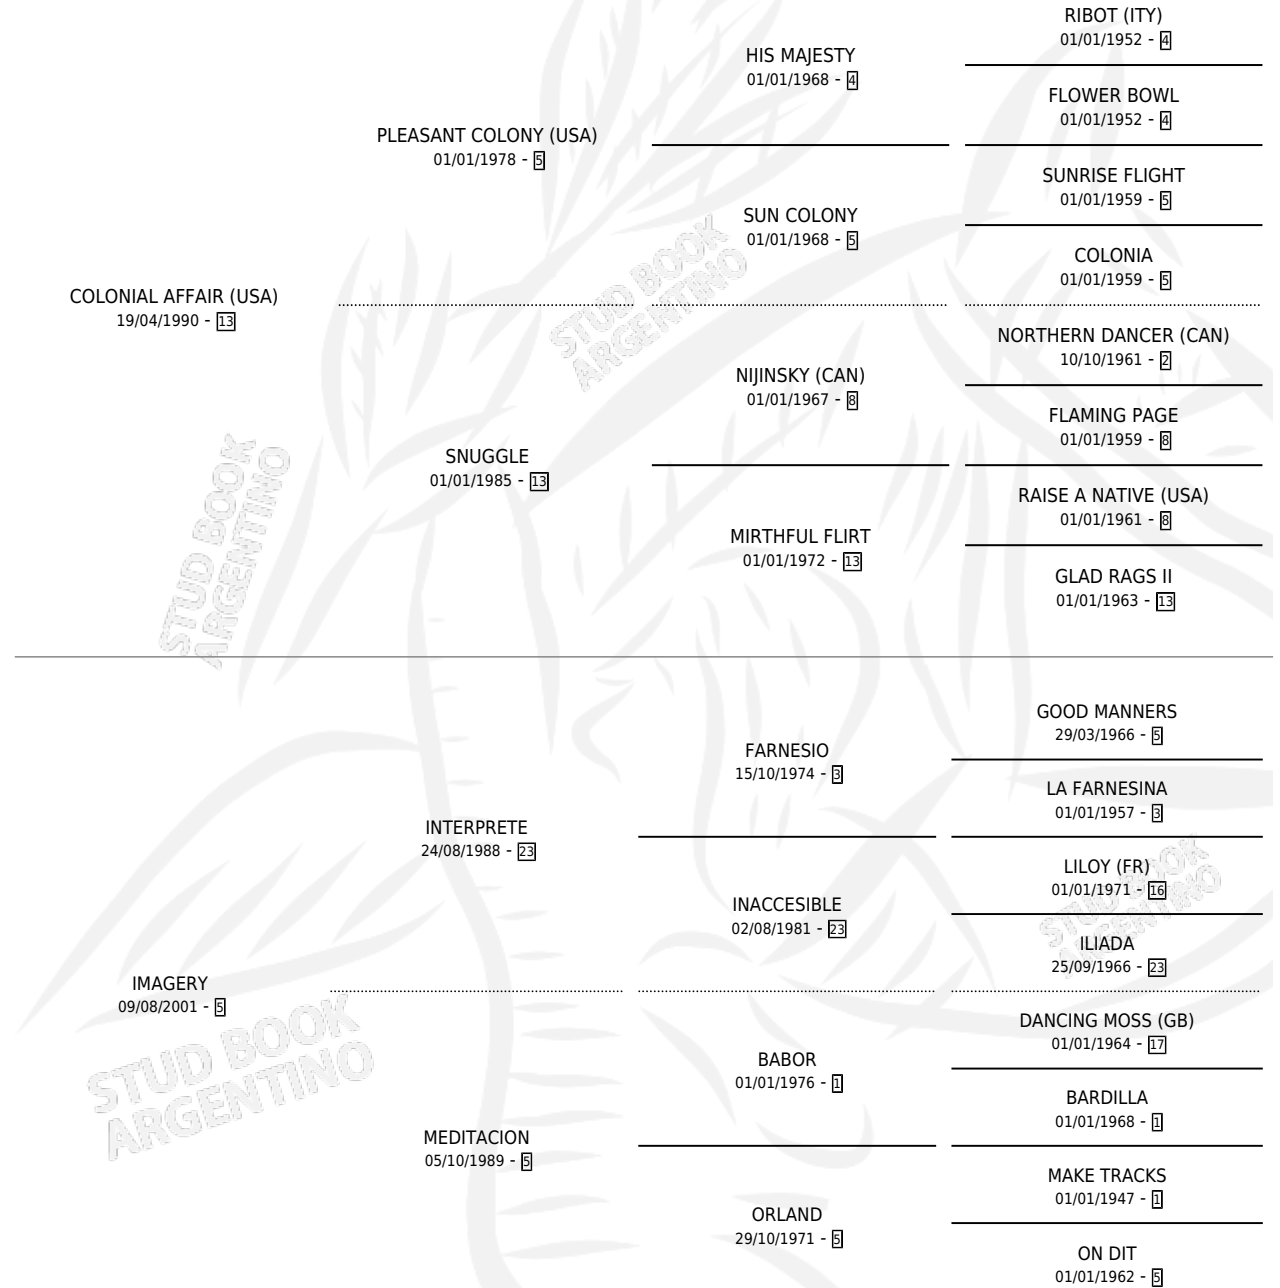 RIBOT (ITY)
01/01/1952 - 4
HIS MAJESTY
01/01/1968 - 4
FLOWER BOWL
01/01/1952 - 4
PLEASANT COLONY (USA)
01/01/1978 - 5
SUNRISE FLIGHT
01/01/1959 - 5
SUN COLONY
01/01/1968 - 5
COLONIA
01/01/1959 - 5
COLONIAL AFFAIR (USA)
19/04/1990 - 13
NORTHERN DANCER (CAN)
10/10/1961 - 2
NIJINSKY (CAN)
01/01/1967 - 8
FLAMING PAGE
01/01/1959 - 8
SNUGGLE
01/01/1985 - 13
RAISE A NATIVE (USA)
01/01/1961 - 8
MIRTHFUL FLIRT
01/01/1972 - 13
GLAD RAGS II
01/01/1963 - 13
GOOD MANNERS
29/03/1966 - 5
FARNESIO
15/10/1974 - 3
LA FARNESINA
01/01/1957 - 3
INTERPRETE
24/08/1988 - 23
LILOY (FR)
01/01/1971 - 16
INACCESIBLE
02/08/1981 - 23
ILIADA
25/09/1966 - 23
IMAGERY
09/08/2001 - 5
DANCING MOSS (GB)
01/01/1964 - 17
BABOR
01/01/1976 - 1
BARDILLA
01/01/1968 - 1
MEDITACION
05/10/1989 - 5
MAKE TRACKS
01/01/1947 - 1
ORLAND
29/10/1971 - 5
ON DIT
01/01/1962 - 5
STUD BOOK
ARGENTINO
STUD BOOK
ARGENTINO
STUD BOOK
ARGENTINO
STUD BOOK
ARGENTINO